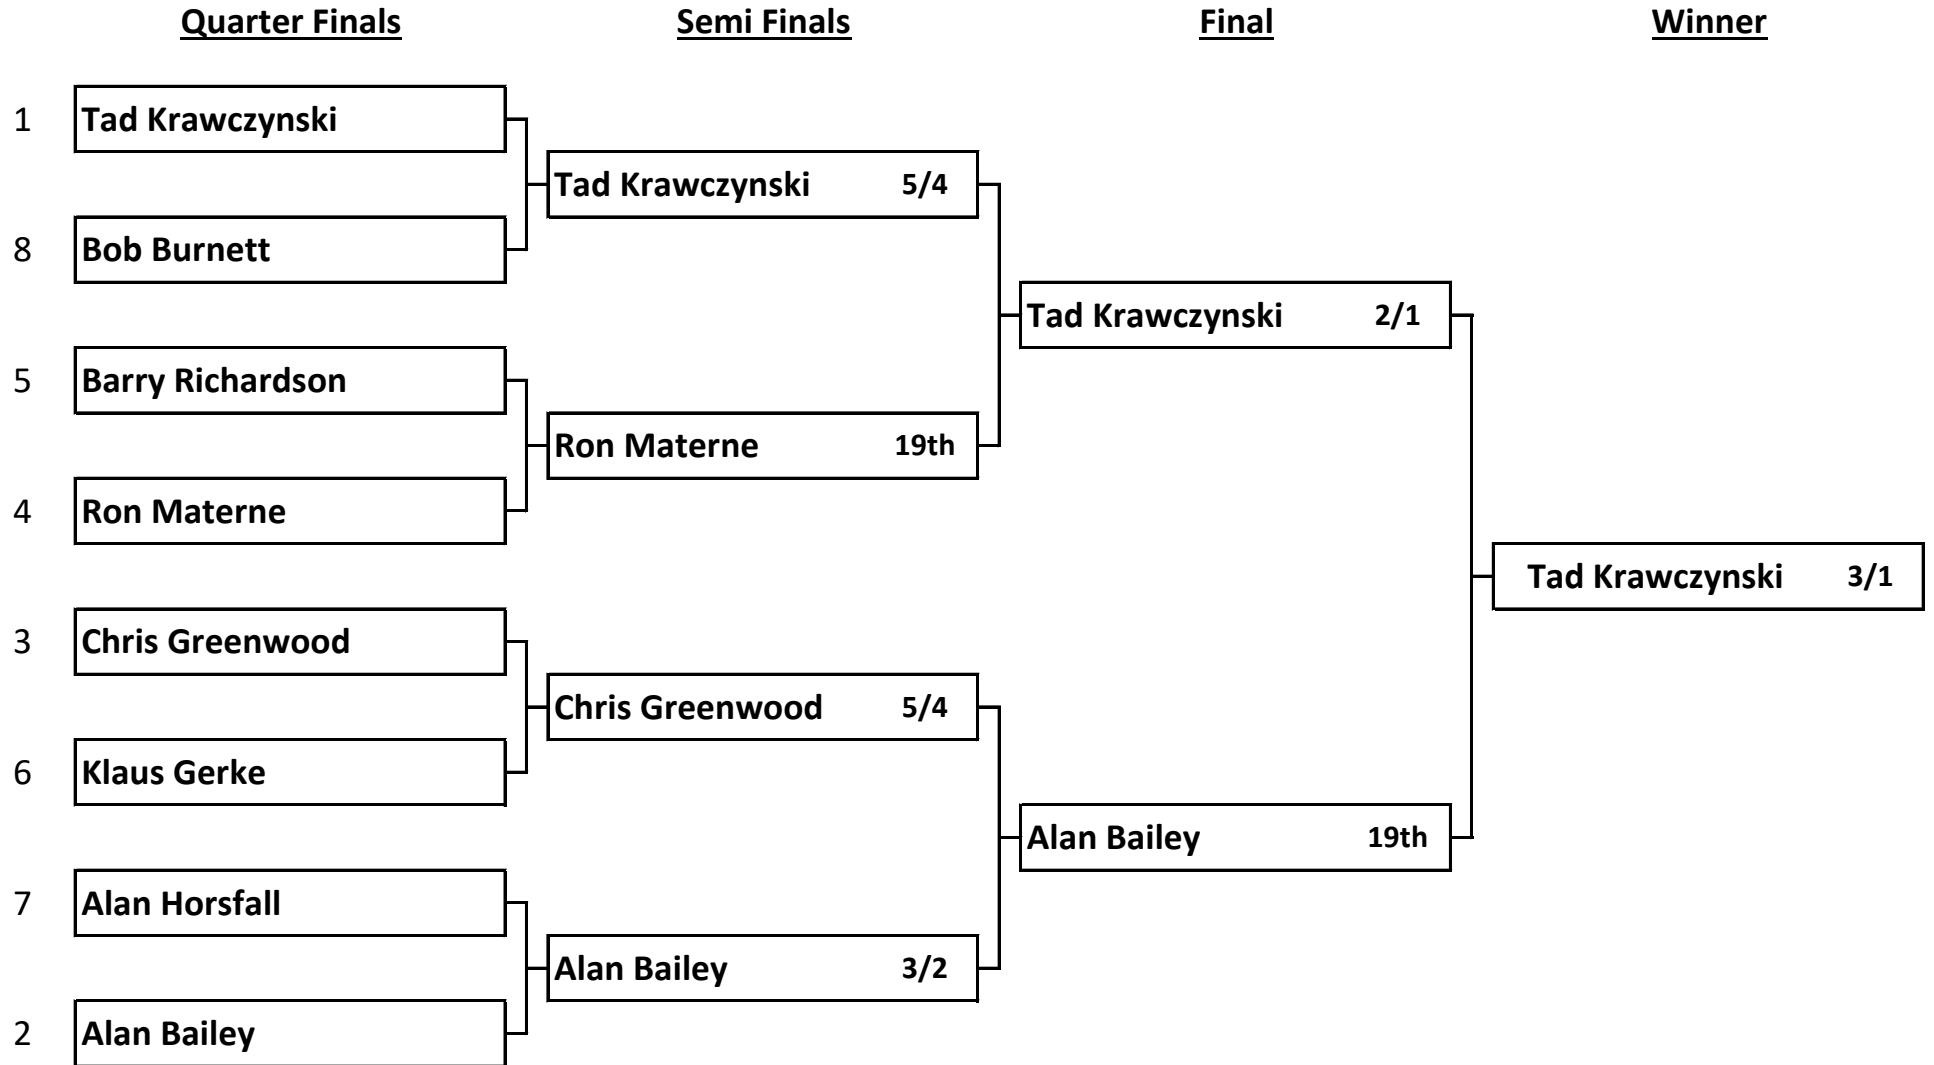 Quarter Finals Semi Finals Final Winner
1 Tad Krawczynski
Tad Krawczynski 5/4
8 Bob Burnett
Tad Krawczynski 2/1
5 Barry Richardson
Ron Materne 19th
4 Ron Materne
Tad Krawczynski 3/1
3 Chris Greenwood
Chris Greenwood 5/4
6 Klaus Gerke
Alan Bailey 19th
7 Alan Horsfall
Alan Bailey 3/2
2 Alan Bailey